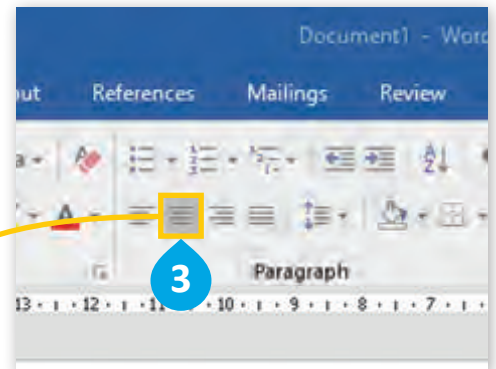 Document1 - Word
out References Mailings Review
3
Paragraph
13 12 11 10 9 8 7